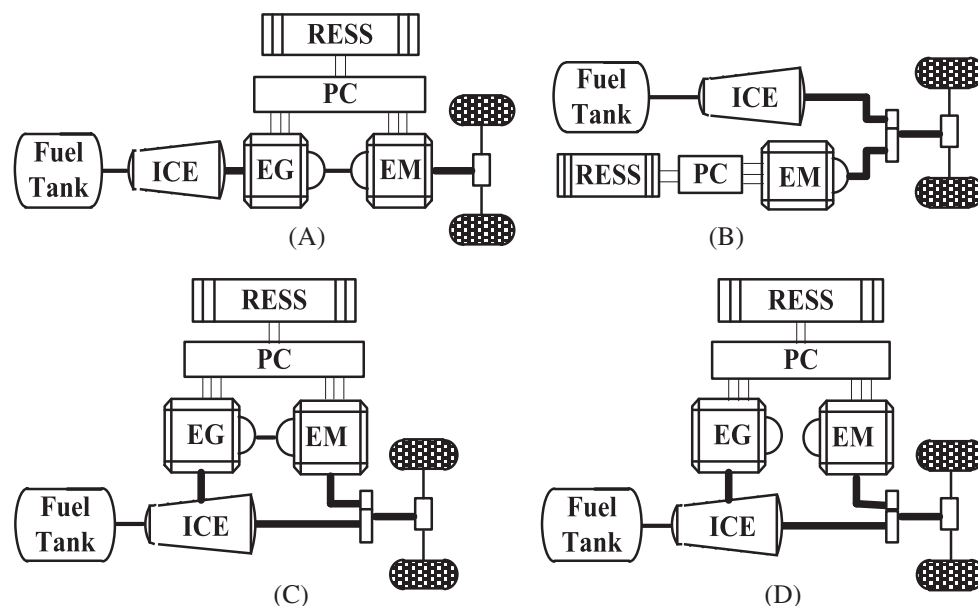 RESS
PC
Fuel
Tank
ICE
EG
EM
(A)
Fuel
Tank
ICE
RESS
PC
EM
(B)
RESS
PC
EG
EM
Fuel
Tank
ICE
(C)
RESS
PC
EG
EM
Fuel
Tank
ICE
(D)